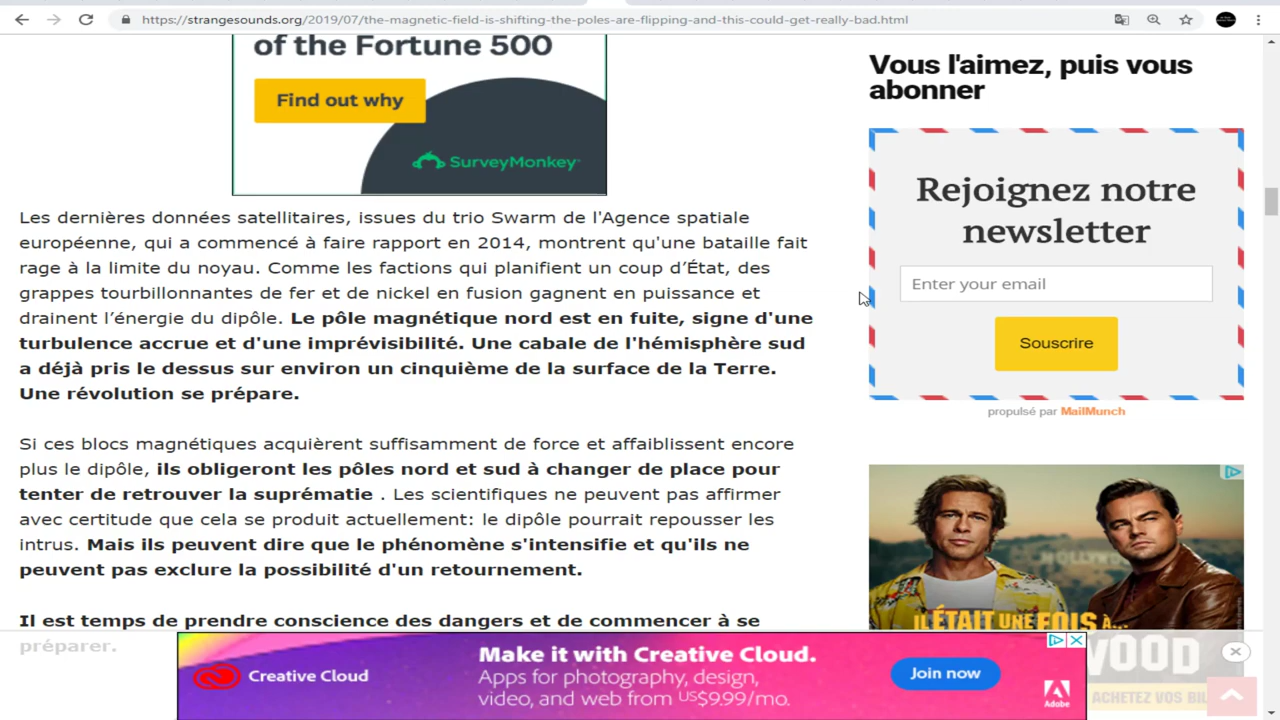 https://strangesounds.org/2019/07/the-magnetic-field-is-shifting-the-poles-are-flipping-and-this-could-get-really-bad.html
of the Fortune 500
Find out why
SurveyMonkey
Les dernières données satellitaires, issues du trio Swarm de l'Agence spatiale
européenne, qui a commencé à faire rapport en 2014, montrent qu'une bataille fait
rage à la limite du noyau. Comme les factions qui planifient un coup d’État, des
grappes tourbillonnantes de fer et de nickel en fusion gagnent en puissance et
drainent l’énergie du dipôle. Le pôle magnétique nord est en fuite, signe d'une
turbulence accrue et d'une imprévisibilité. Une cabale de l'hémisphère sud
a déjà pris le dessus sur environ un cinquième de la surface de la Terre.
Une révolution se prépare.
Si ces blocs magnétiques acquièrent suffisamment de force et affaiblissent encore
plus le dipôle, ils obligeront les pôles nord et sud à changer de place pour
tenter de retrouver la suprématie . Les scientifiques ne peuvent pas affirmer
avec certitude que cela se produit actuellement: le dipôle pourrait repousser les
intrus. Mais ils peuvent dire que le phénomène s'intensifie et qu'ils ne
peuvent pas exclure la possibilité d'un retournement.
Il est temps de prendre conscience des dangers et de commencer à se
préparer.
Vous l'aimez, puis vous
abonner
Rejoignez notre
newsletter
Enter your email
Souscrire
propulsé par MailMunch
IL ÉTAIT UNE FOIS À...
WOOD
ACHETEZ VOS BIL
Creative Cloud
Make it with Creative Cloud.
Apps for photography, design,
video, and web from US$9.99/mo.
Join now
Adobe